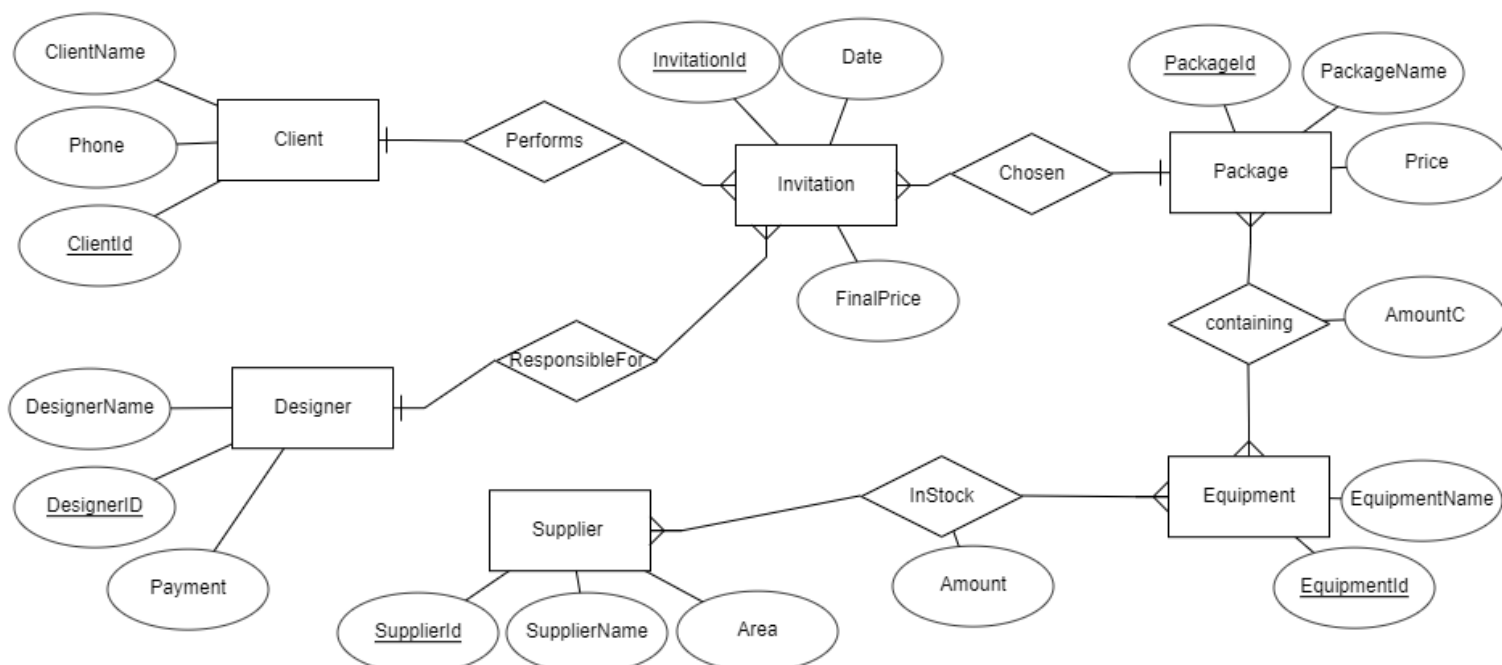 ClientName
InvitationId
Date
PackageId
PackageName
Client
Performs
Phone
Invitation
Chosen
Package
Price
ClientId
FinalPrice
containing
AmountC
ResponsibleFor
DesignerName
Designer
DesignerID
InStock
Equipment
EquipmentName
Supplier
Payment
Amount
EquipmentId
SupplierId
SupplierName
Area